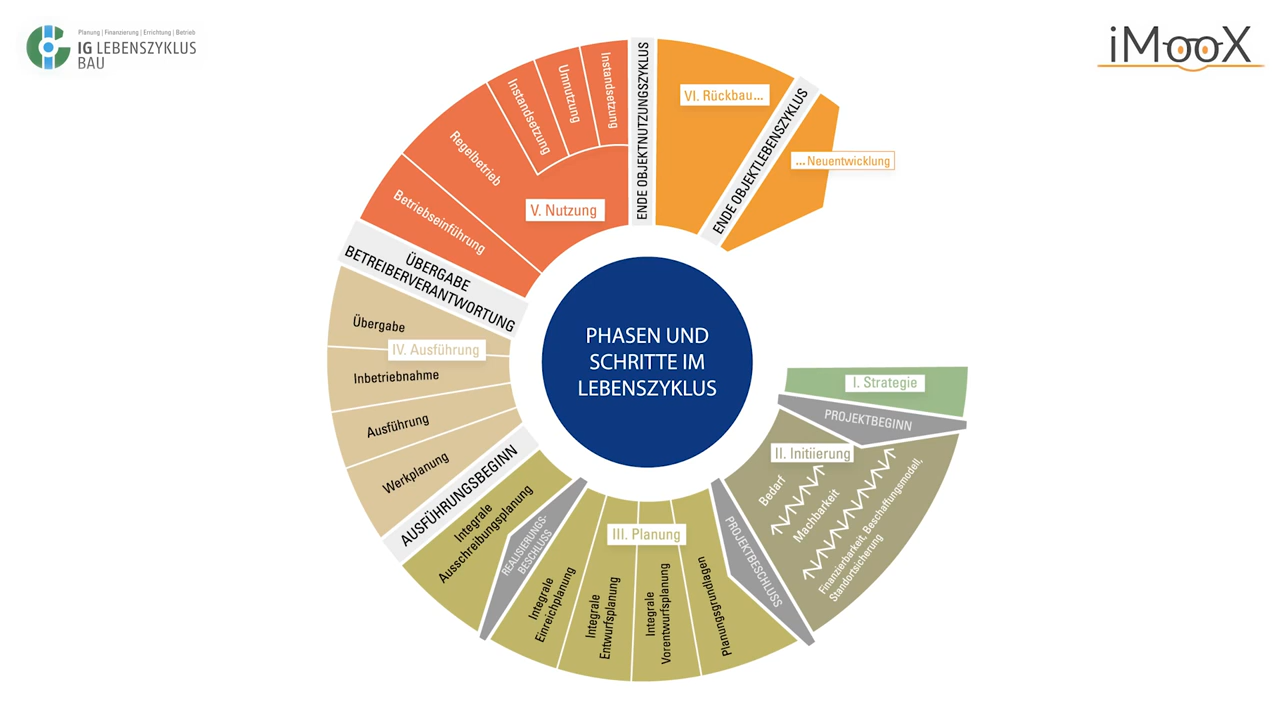 Planung | Finanzierung | Errichtung | Betrieb
IG LEBENSZYKLUS
BAU
iMooX
PHASEN UND
SCHRITTE IM
LEBENSZYKLUS
I. Strategie
PROJEKTBEGINN
II. Initiierung
Bedarf
Machbarkeit
Finanzierbarkeit, Beschaffungsmodell,
Standortsicherung
PROJEKTBESCHLUSS
III. Planung
Planungsgrundlagen
Integrale
Vorentwurfsplanung
Integrale
Entwurfsplanung
Integrale
Einreichplanung
REALISIERUNGS-
BESCHLUSS
Integrale
Ausschreibungsplanung
AUSFÜHRUNGSBEGINN
IV. Ausführung
Werkplanung
Ausführung
Inbetriebnahme
Übergabe
ÜBERGABE
BETREIBERVERANTWORTUNG
V. Nutzung
Betriebseinführung
Regelbetrieb
Instandsetzung
Umnutzung
Instandsetzung
ENDE OBJEKTNUTZUNGSZYKLUS
VI. Rückbau...
ENDE OBJEKTLEBENSZYKLUS
...Neuentwicklung